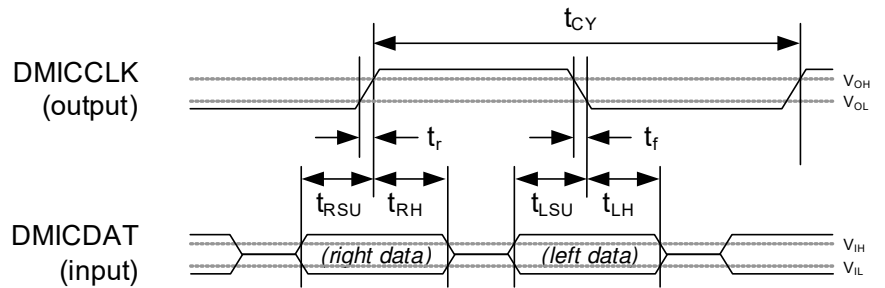 tCY
DMICCLK
(output)
VOH
VOL
tr
tf
tRSU
tRH
tLSU
tLH
DMICDAT
(input)
(right data)
(left data)
VIH
VIL